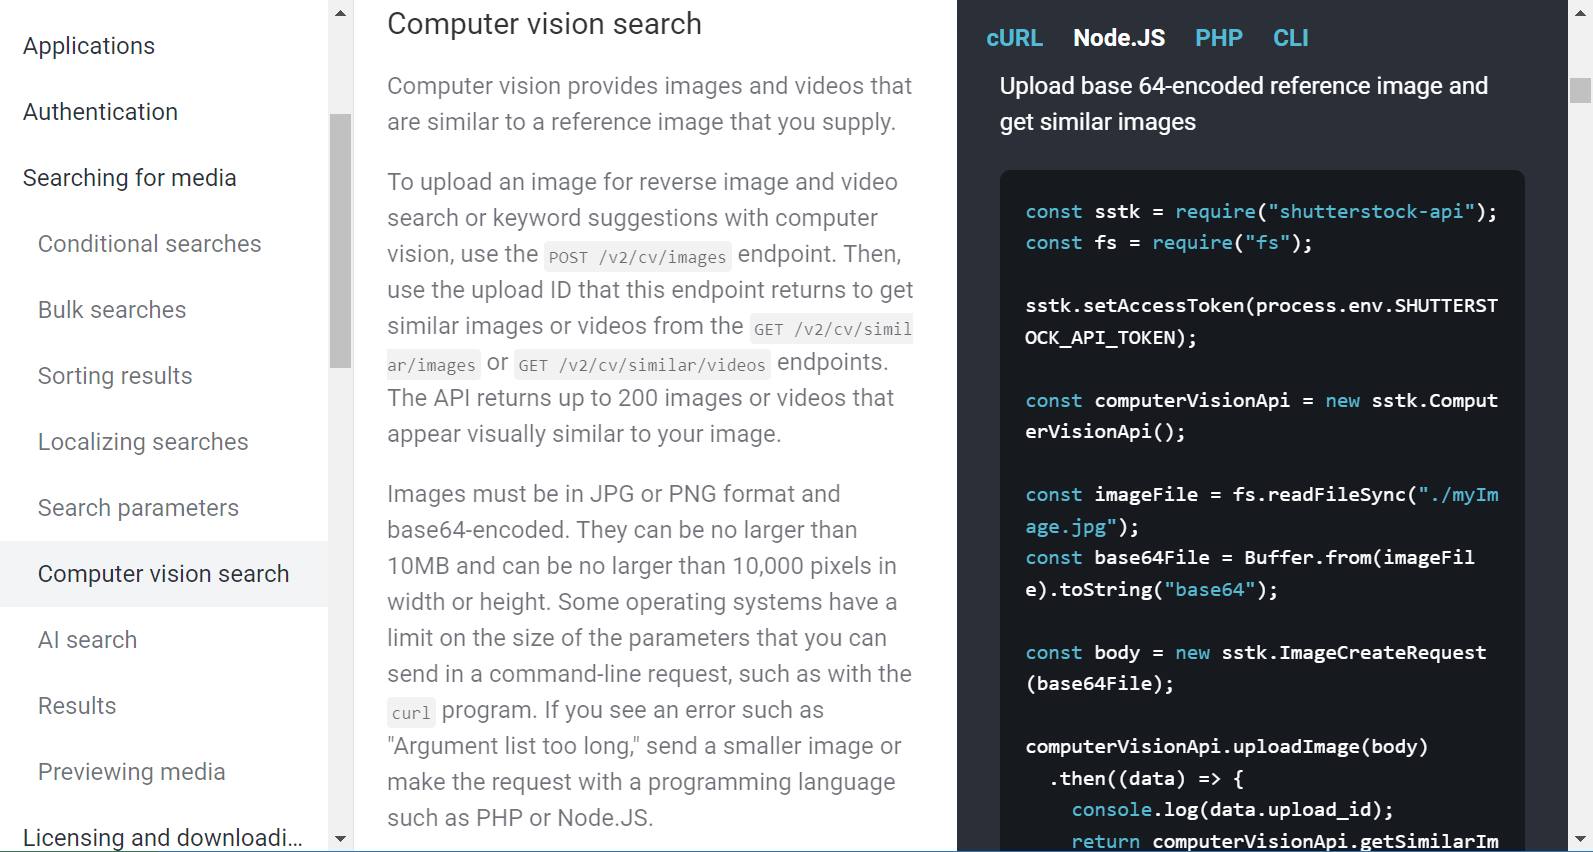 Applications
Authentication
Searching for media
Conditional searches
Bulk searches
Sorting results
Localizing searches
Search parameters
Computer vision search
AI search
Results
Previewing media
Licensing and downloadi...
Computer vision search
Computer vision provides images and videos that
are similar to a reference image that you supply.
To upload an image for reverse image and video
search or keyword suggestions with computer
vision, use the POST /v2/cv/images endpoint. Then,
use the upload ID that this endpoint returns to get
similar images or videos from the GET /v2/cv/simil
ar/images or GET /v2/cv/similar/videos endpoints.
The API returns up to 200 images or videos that
appear visually similar to your image.
Images must be in JPG or PNG format and
base64-encoded. They can be no larger than
10MB and can be no larger than 10,000 pixels in
width or height. Some operating systems have a
limit on the size of the parameters that you can
send in a command-line request, such as with the
curl program. If you see an error such as
"Argument list too long," send a smaller image or
make the request with a programming language
such as PHP or Node.JS.
cURL Node.JS PHP CLI
Upload base 64-encoded reference image and
get similar images
const sstk = require("shutterstock-api");
const fs = require("fs");
sstk.setAccessToken(process.env.SHUTTERST
OCK_API_TOKEN);
const computerVisionApi = new sstk.Comput
erVisionApi();
const imageFile = fs.readFileSync("./myIm
age.jpg");
const base64File = Buffer.from(imageFil
e).toString("base64");
const body = new sstk.ImageCreateRequest
(base64File);
computerVisionApi.uploadImage(body)
.then((data) => {
console.log(data.upload_id);
return computerVisionApi.getSimilarIm